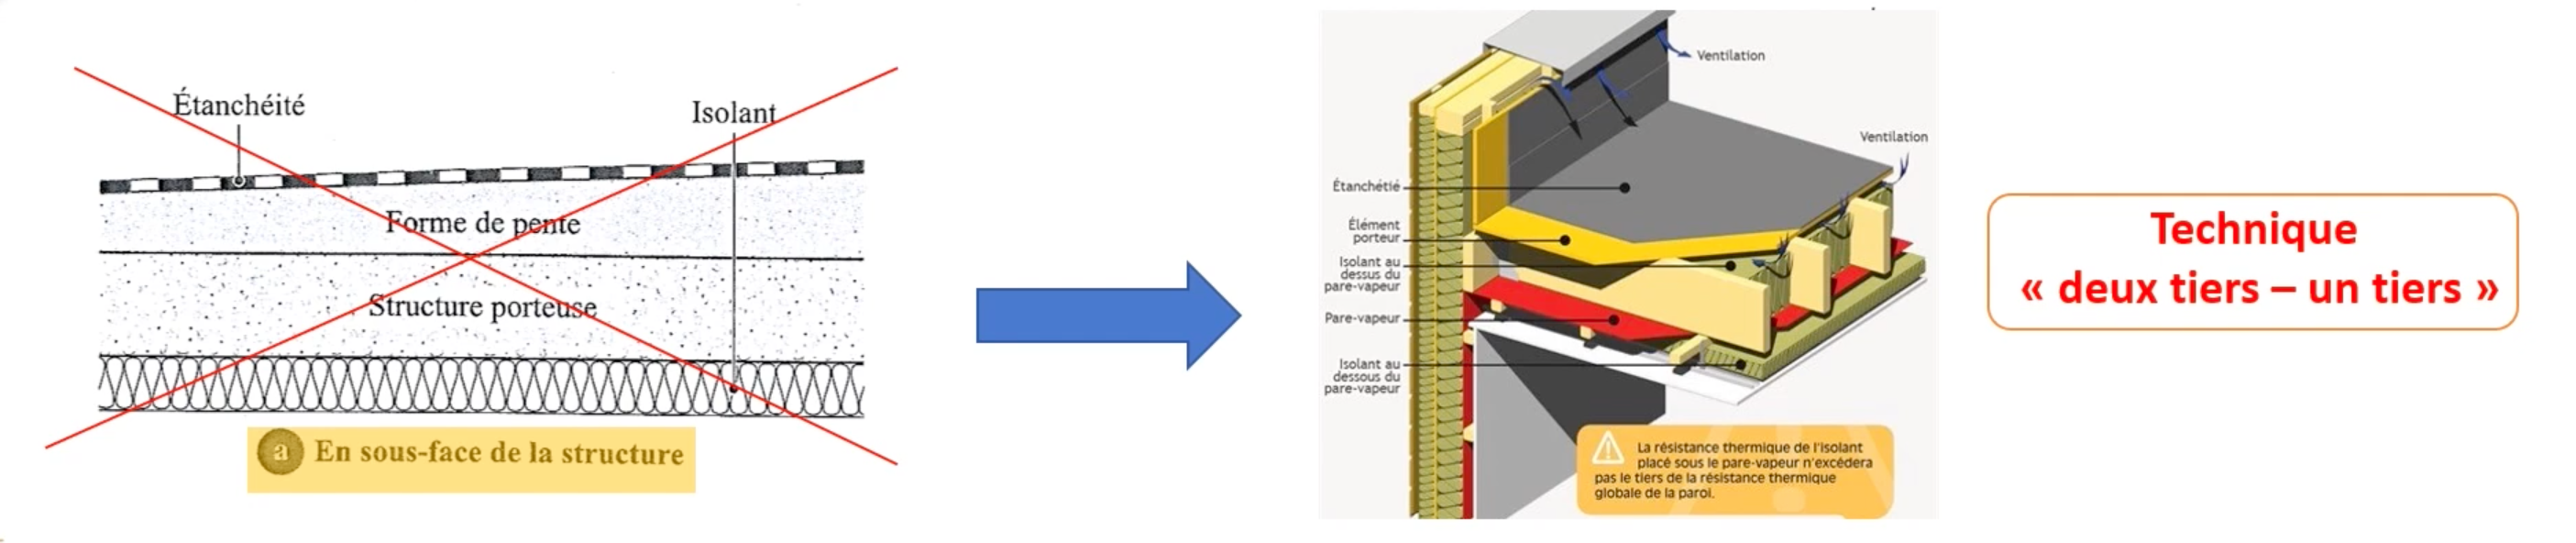 Étanchéité
Isolant
Forme de pente
Structure porteuse
a En sous-face de la structure
Ventilation
Ventilation
Étanchétié
Élément
porteur
Isolant au
dessus du
pare-vapeur
Pare-vapeur
Isolant au
dessous du
pare-vapeur
La résistance thermique de l'isolant
placé sous le pare-vapeur n'excédera
pas le tiers de la résistance thermique
globale de la paroi.
Technique
« deux tiers – un tiers »